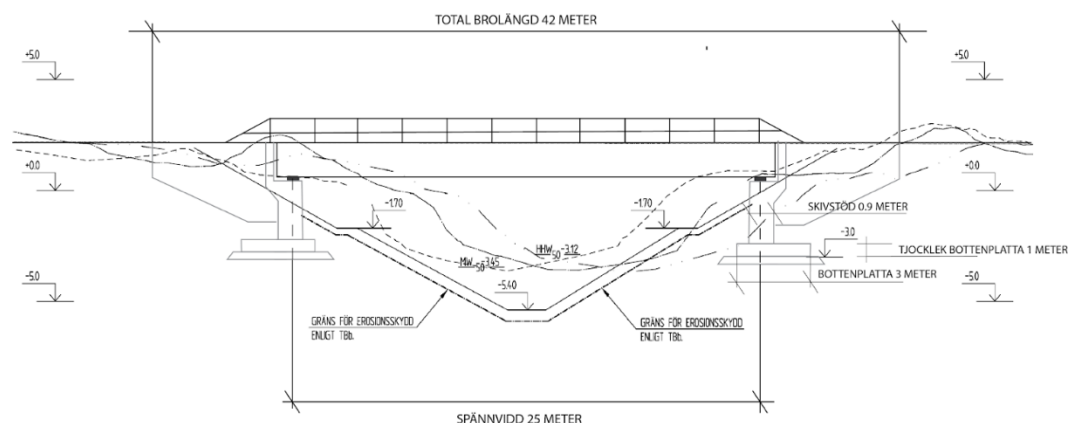 TOTAL BROLÄNGD 42 METER
+5.0
+5.0
+0.0
+0.0
-1.70
-1.70
SKIVSTÖD 0.9 METER
-3.0
TJOCKLEK BOTTENPLATTA 1 METER
HHW50-3.12
MW50-3.45
BOTTENPLATTA 3 METER
-5.0
-5.0
-5.40
GRÄNS FÖR EROSIONSSKYDD
ENLIGT TBb.
GRÄNS FÖR EROSIONSSKYDD
ENLIGT TBb.
SPÄNNVIDD 25 METER